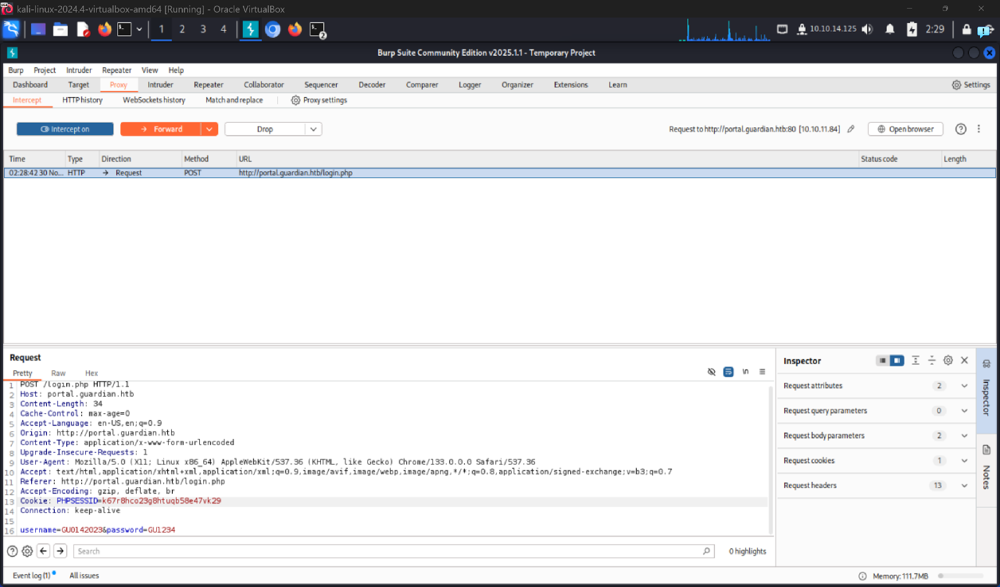 kali-linux-2024.4-virtualbox-amd64 [Running] - Oracle VirtualBox
1 2 3 4 2 10.10.14.125 2:29
Burp Suite Community Edition v2025.1.1 - Temporary Project
Burp Project Intruder Repeater View Help
Dashboard Target Proxy Intruder Repeater Collaborator Sequencer Decoder Comparer Logger Organizer Extensions Learn Settings
Intercept HTTP history WebSockets history Match and replace Proxy settings
Intercept on Forward Drop Request to http://portal.guardian.htb:80 [10.10.11.84] Open browser
Time Type Direction Method URL Status code Length
02:28:42 30 No... HTTP → Request POST http://portal.guardian.htb/login.php
Request
Pretty Raw Hex \n
1 POST /login.php HTTP/1.1
2 Host: portal.guardian.htb
3 Content-Length: 34
4 Cache-Control: max-age=0
5 Accept-Language: en-US,en;q=0.9
6 Origin: http://portal.guardian.htb
7 Content-Type: application/x-www-form-urlencoded
8 Upgrade-Insecure-Requests: 1
9 User-Agent: Mozilla/5.0 (X11; Linux x86_64) AppleWebKit/537.36 (KHTML, like Gecko) Chrome/133.0.0.0 Safari/537.36
10 Accept: text/html,application/xhtml+xml,application/xml;q=0.9,image/avif,image/webp,image/apng,*/*;q=0.8,application/signed-exchange;v=b3;q=0.7
11 Referer: http://portal.guardian.htb/login.php
12 Accept-Encoding: gzip, deflate, br
13 Cookie: PHPSESSID=k67r8hco23g8htuqb58e47vk29
14 Connection: keep-alive
15
16 username=GU0142023&password=GU1234
Search 0 highlights
Inspector
Request attributes 2
Request query parameters 0
Request body parameters 2
Request cookies 1
Request headers 13
Inspector
Notes
Event log (1) All issues Memory: 111.7MB